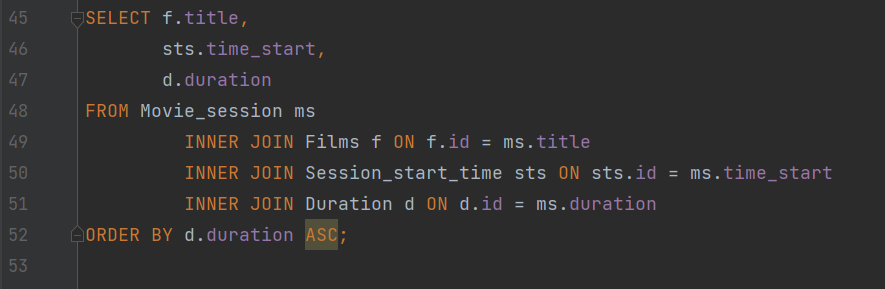 45 SELECT f.title,
46 sts.time_start,
47 d.duration
48 FROM Movie_session ms
49 INNER JOIN Films f ON f.id = ms.title
50 INNER JOIN Session_start_time sts ON sts.id = ms.time_start
51 INNER JOIN Duration d ON d.id = ms.duration
52 ORDER BY d.duration ASC;
53